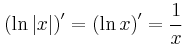 (ln |x|)′ = (ln x)′ = 1/x